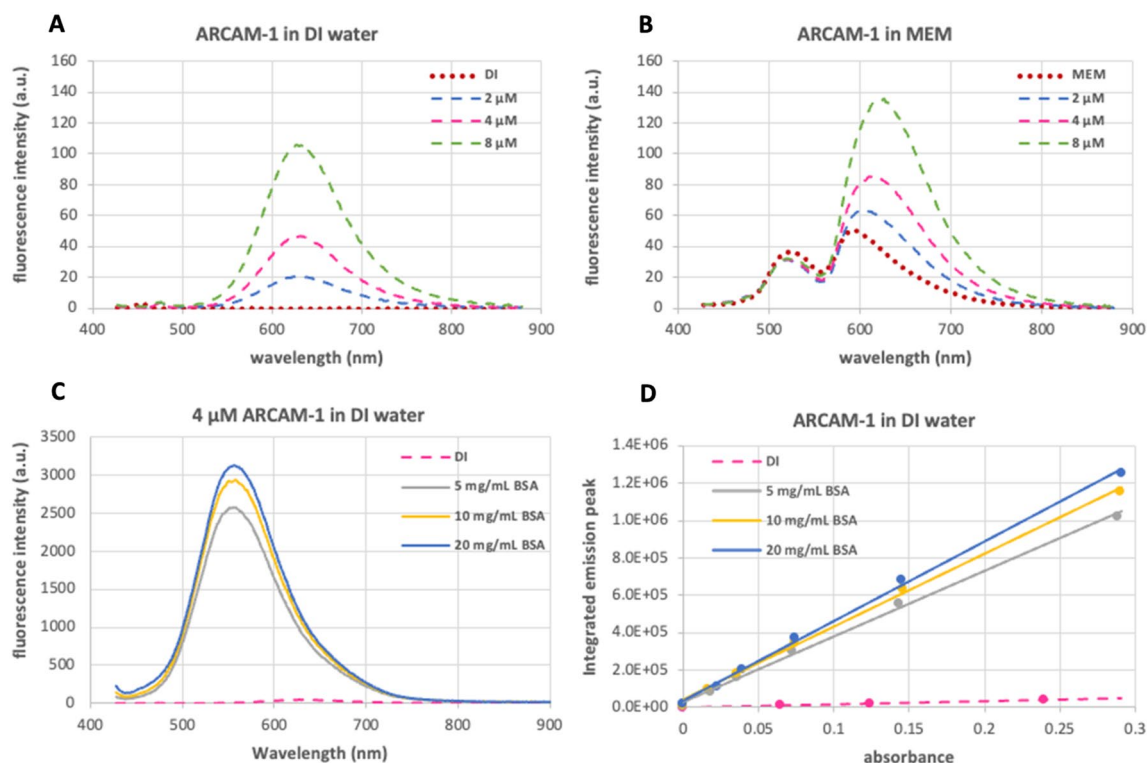 A
ARCAM-1 in DI water
fluorescence intensity (a.u.)
160
140
120
100
80
60
40
20
0
400 500 600 700 800 900
wavelength (nm)
DI
2 µM
4 µM
8 µM
B
ARCAM-1 in MEM
fluorescence intensity (a.u.)
160
140
120
100
80
60
40
20
0
400 500 600 700 800 900
wavelength (nm)
MEM
2 µM
4 µM
8 µM
C
4 µM ARCAM-1 in DI water
fluorescence intensity (a.u.)
3500
3000
2500
2000
1500
1000
500
0
400 500 600 700 800 900
Wavelength (nm)
DI
5 mg/mL BSA
10 mg/mL BSA
20 mg/mL BSA
D
ARCAM-1 in DI water
Integrated emission peak
1.4E+06
1.2E+06
1.0E+06
8.0E+05
6.0E+05
4.0E+05
2.0E+05
0.0E+00
0 0.05 0.1 0.15 0.2 0.25 0.3
absorbance
DI
5 mg/mL BSA
10 mg/mL BSA
20 mg/mL BSA